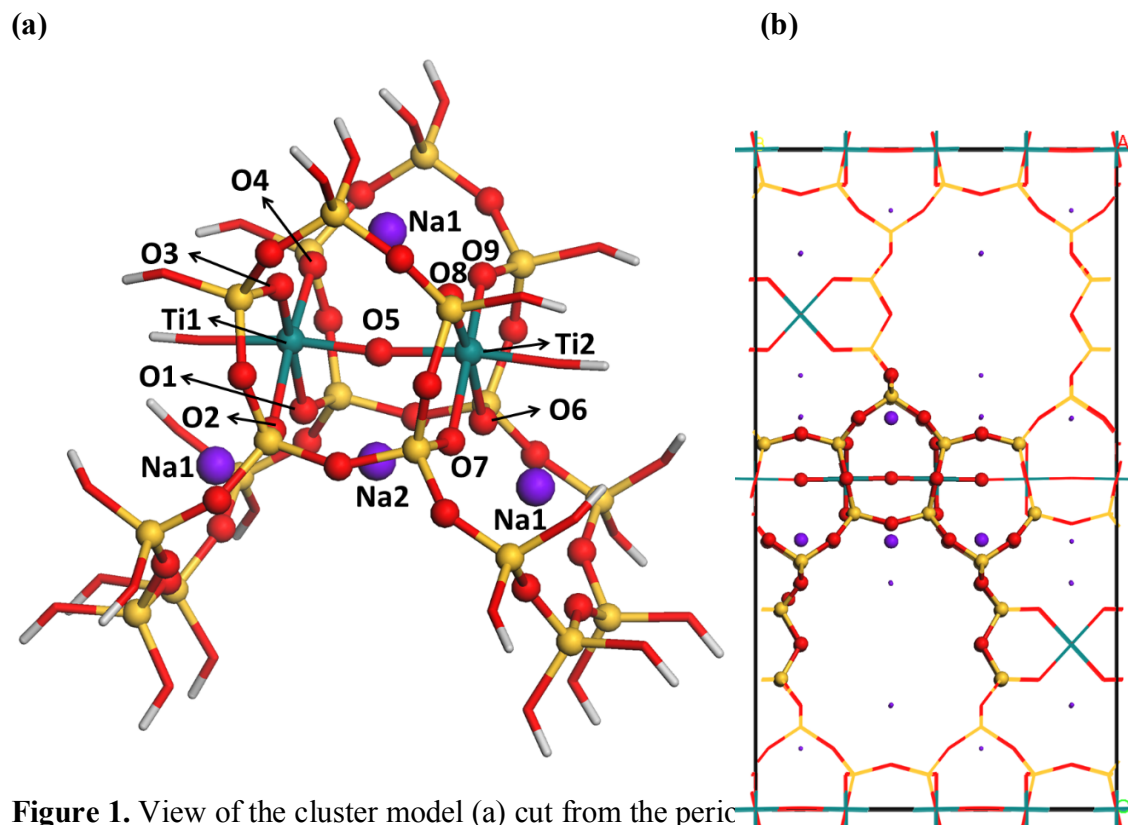 (a)
(b)
O4
Na1
O3
O8
O9
Ti1
O5
Ti2
O1
O2
O6
Na1
Na2
O7
Na1
A
Figure 1. View of the cluster model (a) cut from the perio